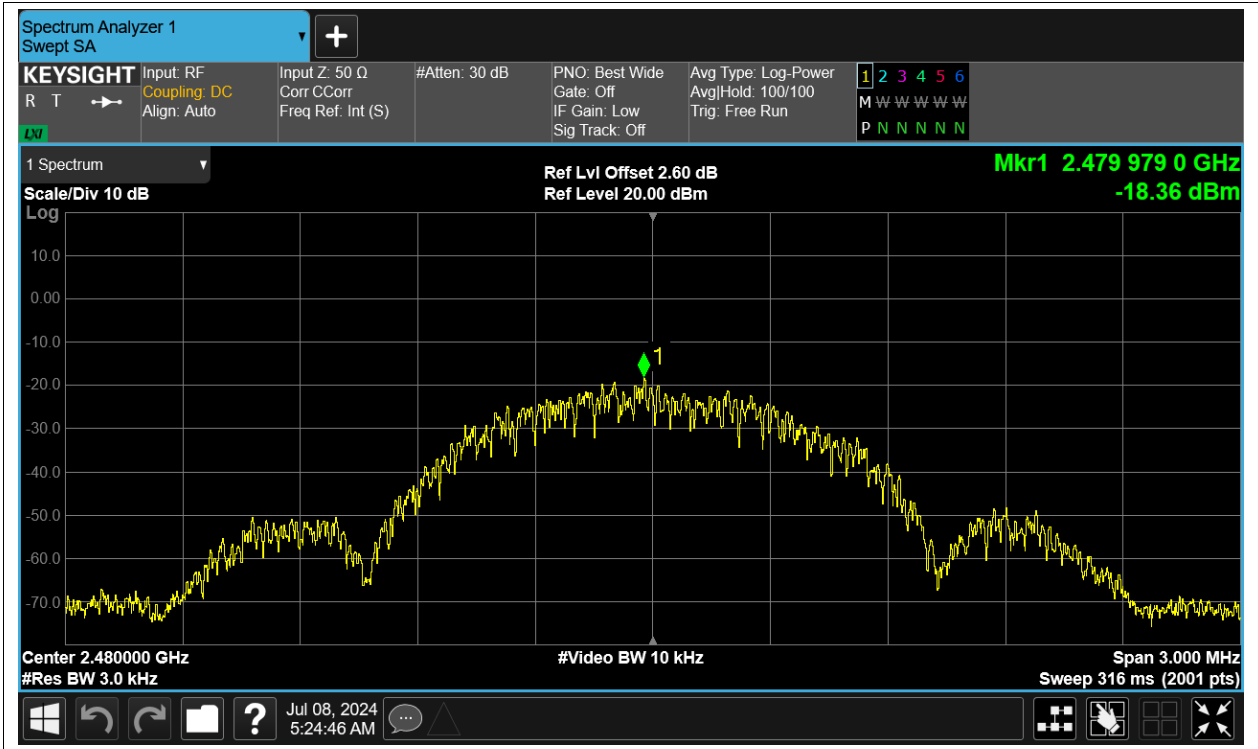 Spectrum Analyzer 1
Swept SA
KEYSIGHT
R T
LXI
Input: RF
Coupling: DC
Align: Auto
Input Z: 50 Ω
Corr CCorr
Freq Ref: Int (S)
#Atten: 30 dB
PNO: Best Wide
Gate: Off
IF Gain: Low
Sig Track: Off
Avg Type: Log-Power
Avg|Hold: 100/100
Trig: Free Run
1 2 3 4 5 6
M W W W W W
P N N N N N
1 Spectrum
Scale/Div 10 dB
Ref Lvl Offset 2.60 dB
Ref Level 20.00 dBm
Mkr1 2.479 979 0 GHz
-18.36 dBm
Log
10.0
0.00
-10.0
-20.0
-30.0
-40.0
-50.0
-60.0
-70.0
1
Center 2.480000 GHz
#Res BW 3.0 kHz
#Video BW 10 kHz
Span 3.000 MHz
Sweep 316 ms (2001 pts)
?
Jul 08, 2024
5:24:46 AM